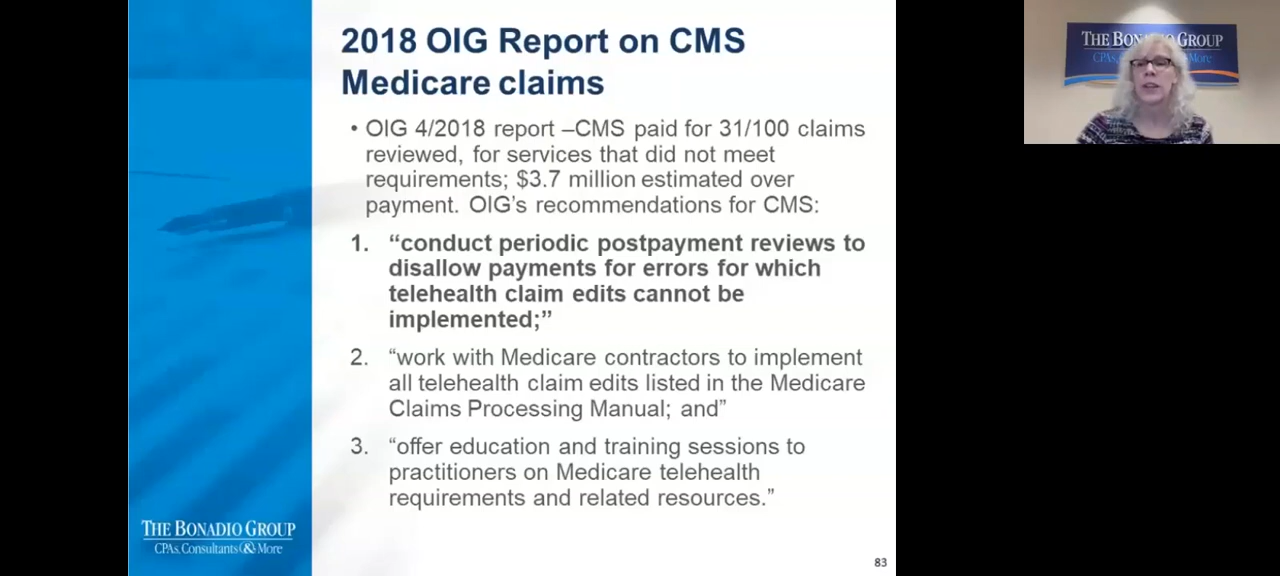 2018 OIG Report on CMS
Medicare claims
• OIG 4/2018 report –CMS paid for 31/100 claims
reviewed, for services that did not meet
requirements; $3.7 million estimated over
payment. OIG's recommendations for CMS:
1. “conduct periodic postpayment reviews to
disallow payments for errors for which
telehealth claim edits cannot be
implemented;”
2. “work with Medicare contractors to implement
all telehealth claim edits listed in the Medicare
Claims Processing Manual; and”
3. “offer education and training sessions to
practitioners on Medicare telehealth
requirements and related resources.”
THE BONADIO GROUP
CPAs, Consultants & More
83
THE BON GROUP
CPAs, More